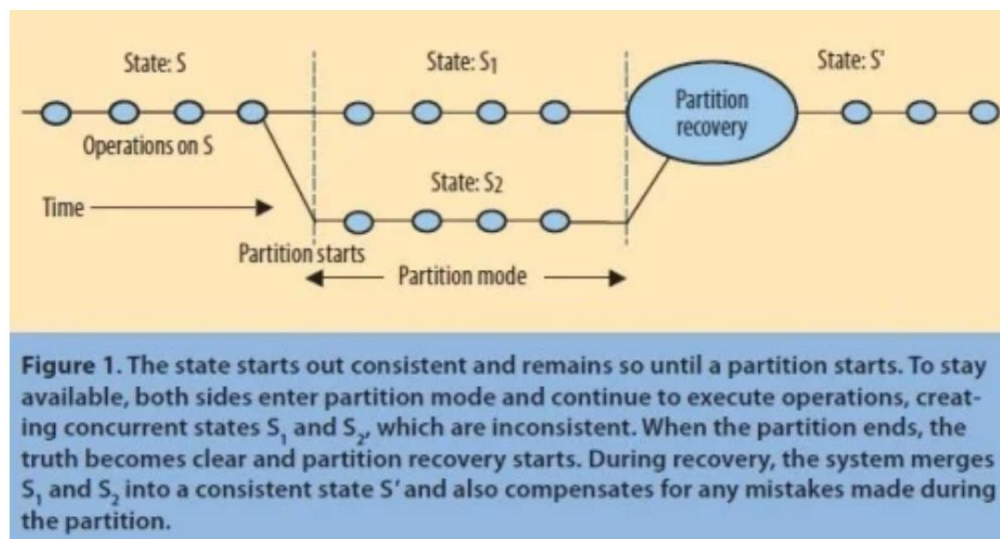 State: S
State: S₁
State: S'
Partition
recovery
Operations on S
State: S₂
Time
Partition starts
Partition mode
Figure 1. The state starts out consistent and remains so until a partition starts. To stay
available, both sides enter partition mode and continue to execute operations, creat-
ing concurrent states S₁ and S₂, which are inconsistent. When the partition ends, the
truth becomes clear and partition recovery starts. During recovery, the system merges
S₁ and S₂ into a consistent state S' and also compensates for any mistakes made during
the partition.